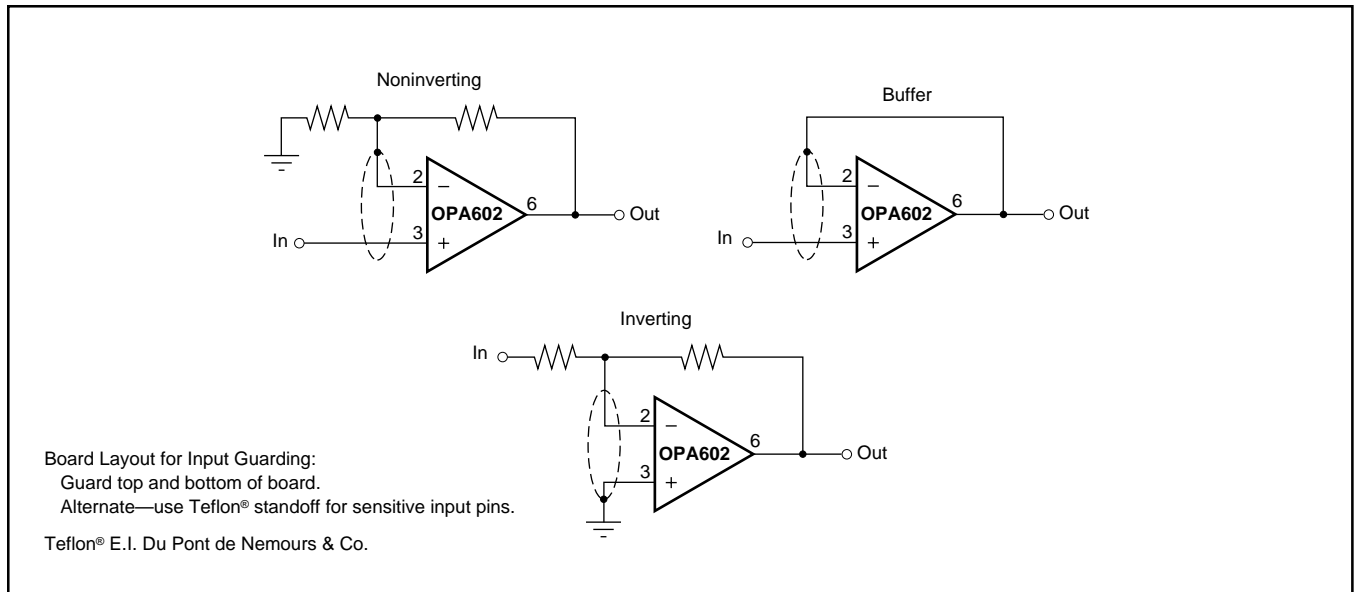 Noninverting
2
−
OPA602
6
Out
In
3
+
Buffer
2
−
OPA602
6
Out
In
3
+
Inverting
In
2
−
OPA602
6
Out
3
+
Board Layout for Input Guarding:
Guard top and bottom of board.
Alternate—use Teflon® standoff for sensitive input pins.
Teflon® E.I. Du Pont de Nemours & Co.